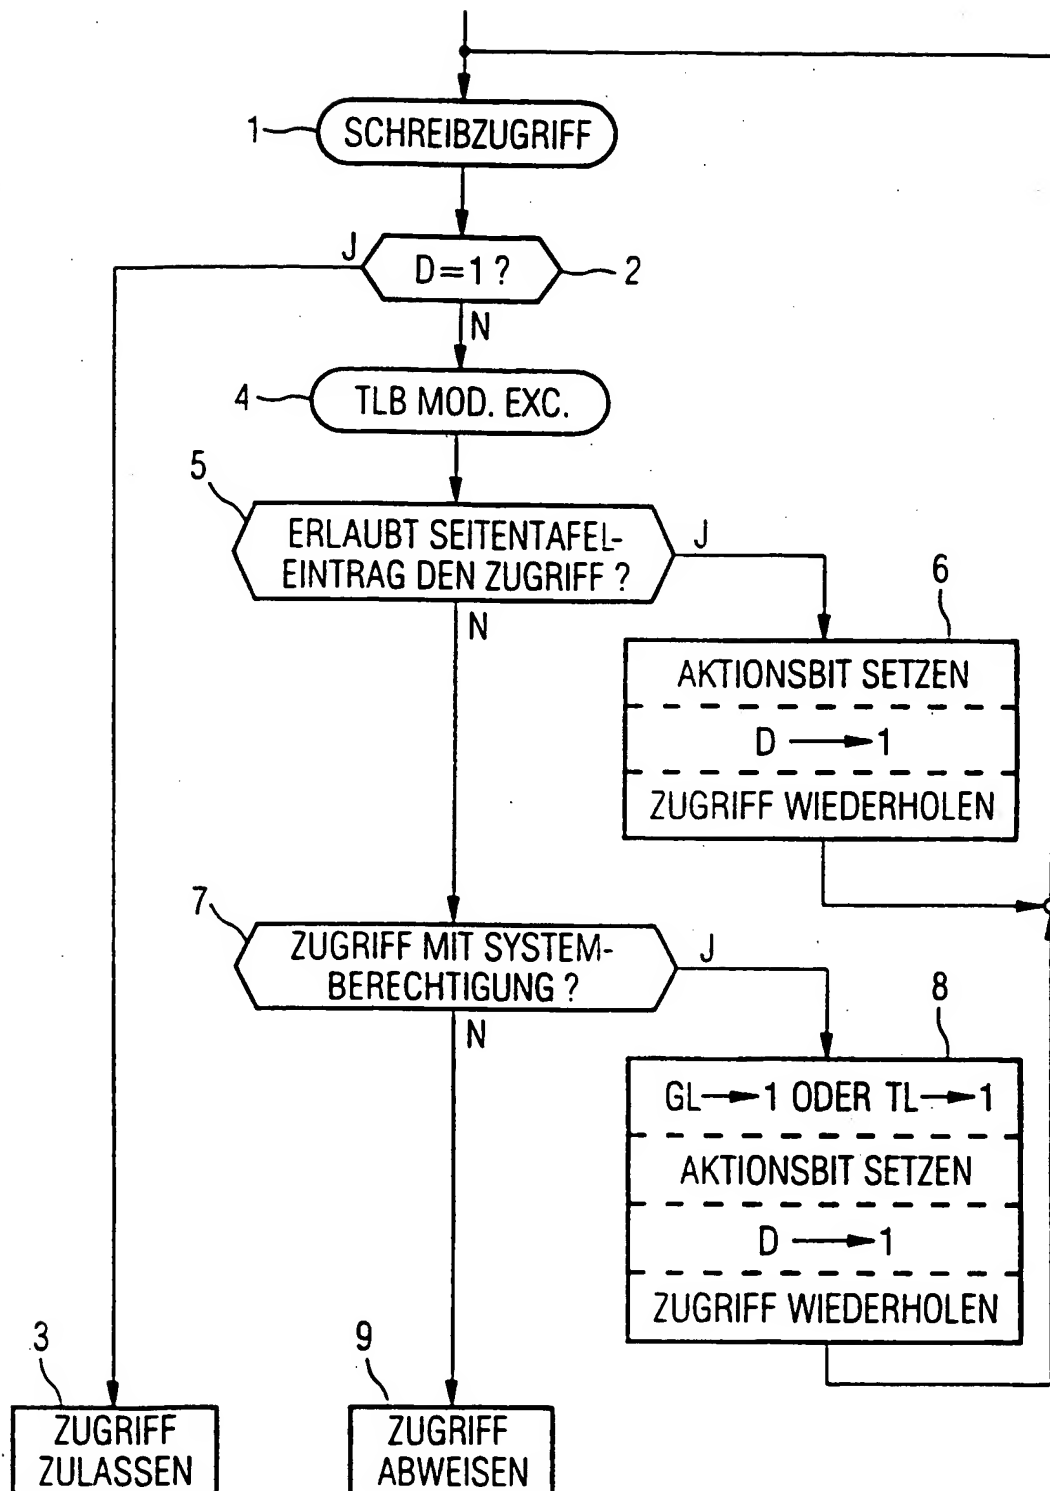 1
SCHREIBZUGRIFF
J
D=1 ?
2
N
4
TLB MOD. EXC.
5
ERLAUBT SEITENTAFEL-
EINTRAG DEN ZUGRIFF ?
J
N
6
AKTIONSBIT SETZEN
D → 1
ZUGRIFF WIEDERHOLEN
7
ZUGRIFF MIT SYSTEM-
BERECHTIGUNG ?
J
N
8
GL→1 ODER TL→1
AKTIONSBIT SETZEN
D → 1
ZUGRIFF WIEDERHOLEN
3
ZUGRIFF
ZULASSEN
9
ZUGRIFF
ABWEISEN